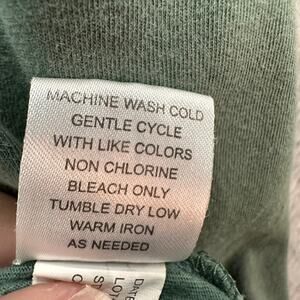 MACHINE WASH COLD
GENTLE CYCLE
WITH LIKE COLORS
NON CHLORINE
BLEACH ONLY
TUMBLE DRY LOW
WARM IRON
AS NEEDED